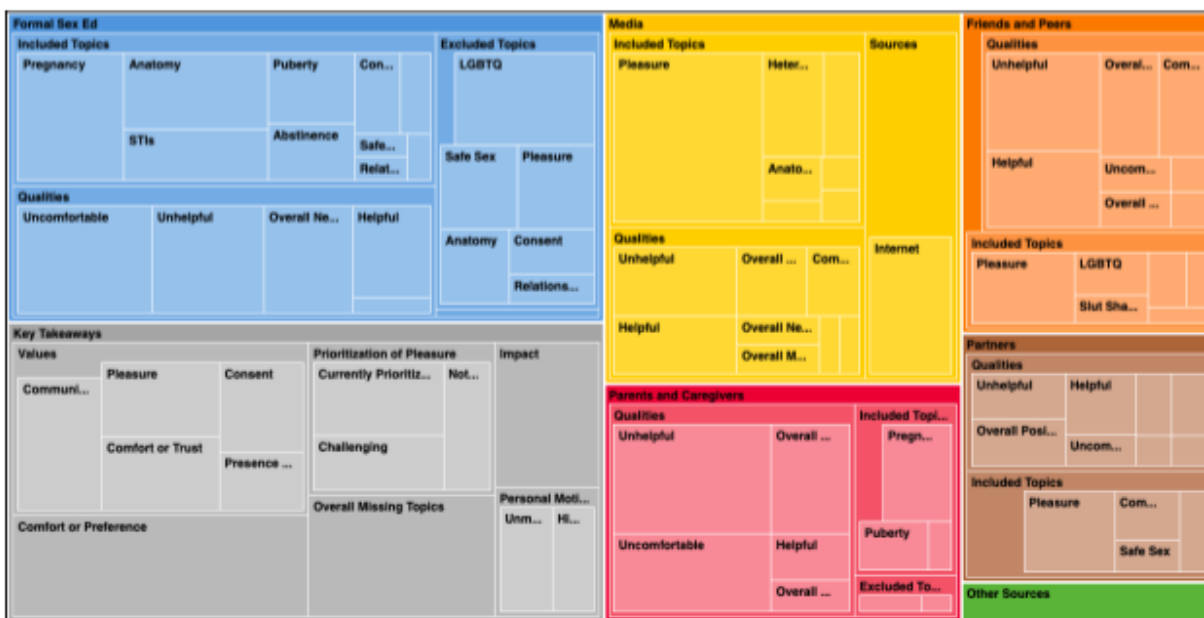 Formal Sex Ed
Included Topics
Pregnancy
Anatomy
Puberty
Con...
STIs
Abstinence
Safe...
Relat...
Excluded Topics
LGBTQ
Safe Sex
Pleasure
Anatomy
Consent
Relations...
Qualities
Uncomfortable
Unhelpful
Overall Ne...
Helpful
Key Takeaways
Values
Communi...
Pleasure
Consent
Comfort or Trust
Presence ...
Comfort or Preference
Prioritization of Pleasure
Currently Prioritiz...
Not...
Challenging
Overall Missing Topics
Impact
Personal Moti...
Unm...
Hi...
Media
Included Topics
Pleasure
Heter...
Anato...
Qualities
Unhelpful
Overall ...
Com...
Helpful
Overall Ne...
Overall M...
Sources
Internet
Parents and Caregivers
Qualities
Unhelpful
Overall ...
Uncomfortable
Helpful
Overall ...
Included Topi...
Pregn...
Puberty
Excluded To...
Friends and Peers
Qualities
Unhelpful
Overal...
Com...
Helpful
Uncom...
Overall ...
Included Topics
Pleasure
LGBTQ
Slut Sha...
Partners
Qualities
Unhelpful
Helpful
Overall Posi...
Uncom...
Included Topics
Pleasure
Com...
Safe Sex
Other Sources